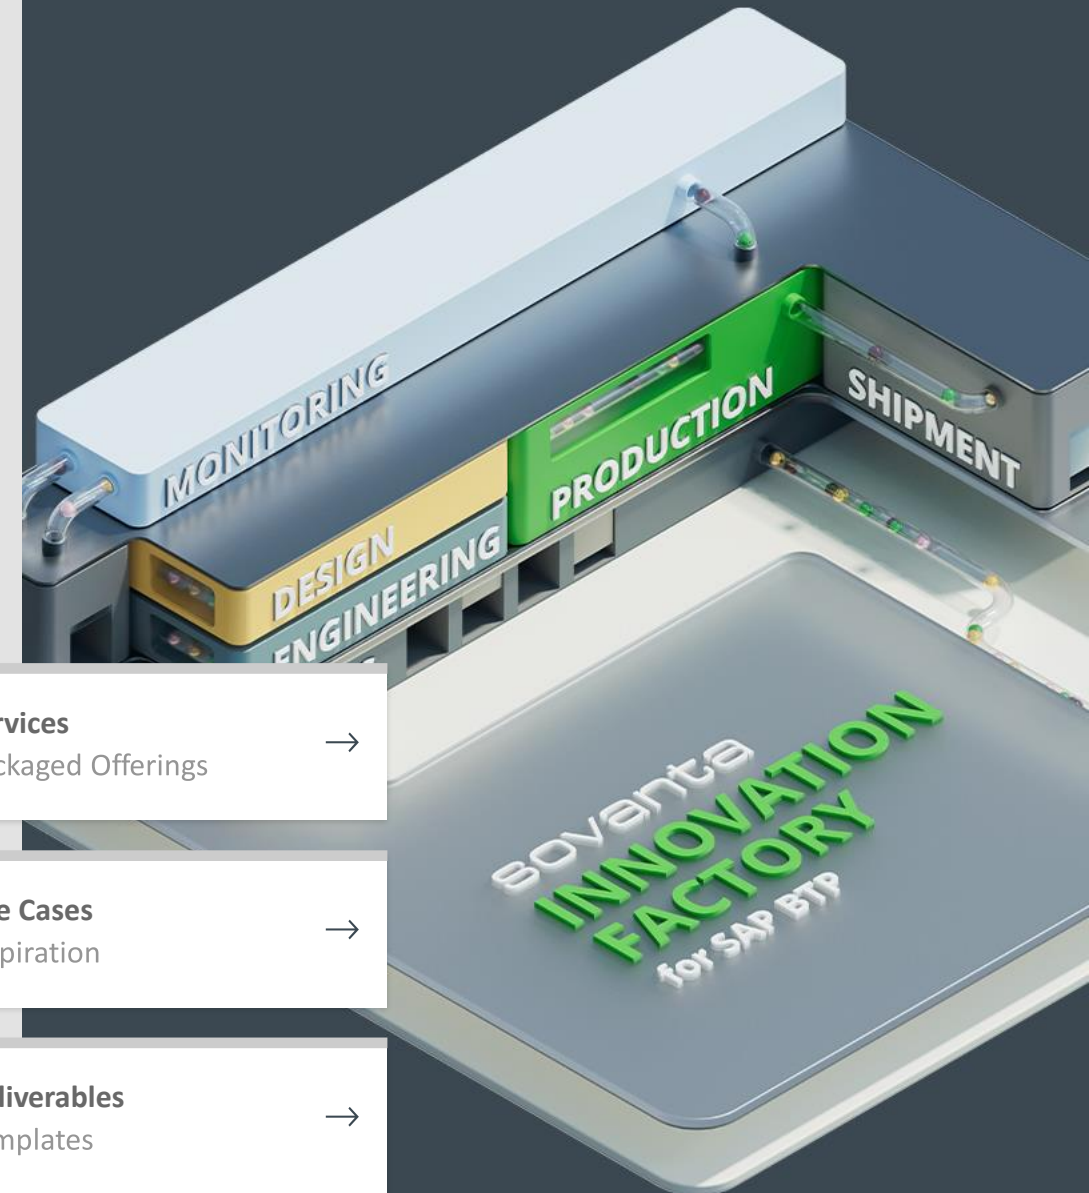 MONITORING
DESIGN
ENGINEERING
PRODUCTION
SHIPMENT
sovanta
INNOVATION
FACTORY
for SAP BTP
rvices
ckaged Offerings
e Cases
piration
liverables
mplates